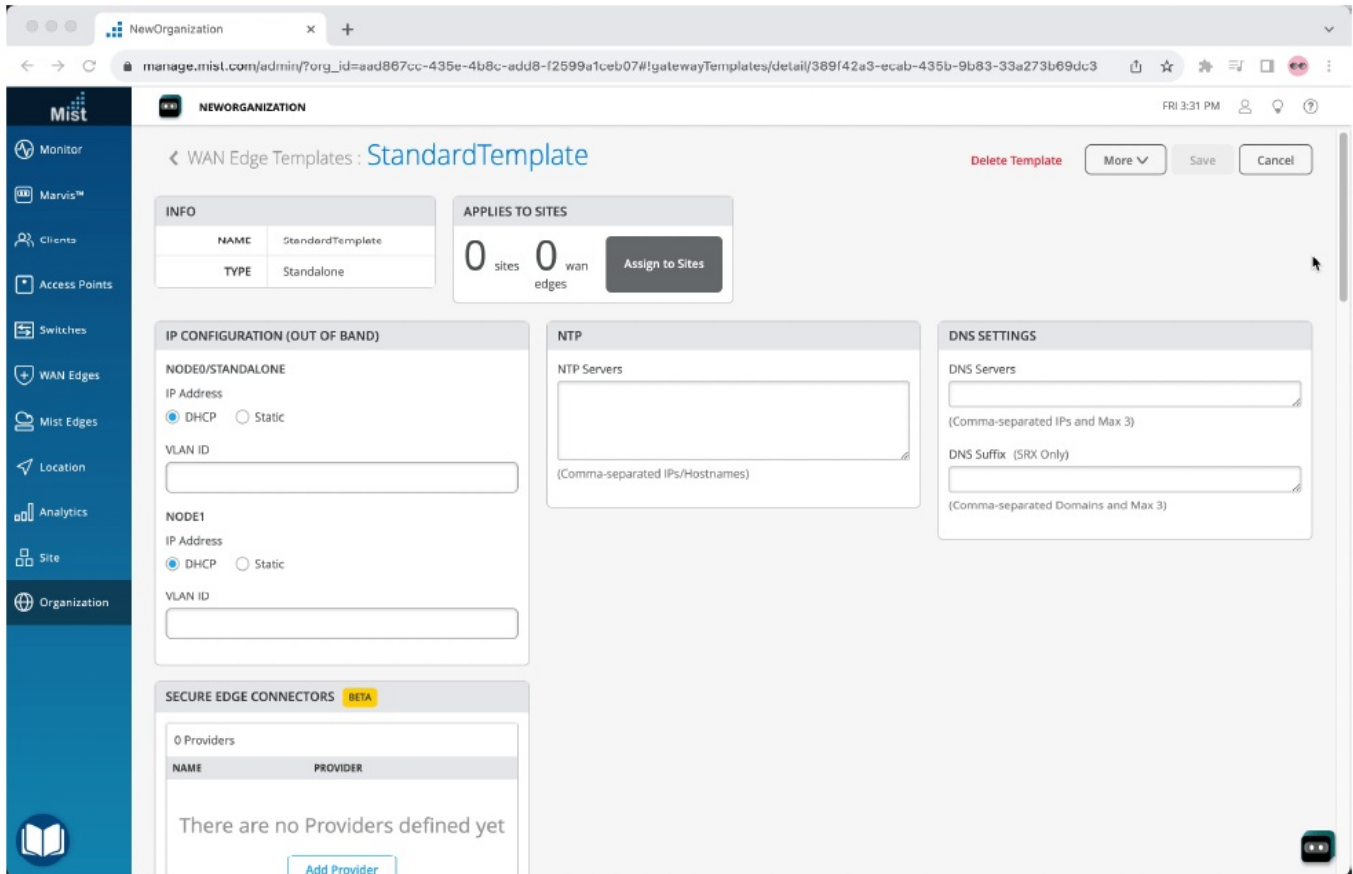 NewOrganization
manage.mist.com/admin/?org_id=aad867cc-435e-4b8c-add8-f2599a1ceb07#!gatewayTemplates/detail/389f42a3-ecab-435b-9b83-33a273b69dc3
Mist
NEWORGANIZATION
FRI 3:31 PM
Monitor
Marvis™
Clients
Access Points
Switches
WAN Edges
Mist Edges
Location
Analytics
Site
Organization
WAN Edge Templates : StandardTemplate
Delete Template
More
Save
Cancel
INFO
NAME StandardTemplate
TYPE Standalone
APPLIES TO SITES
0 sites 0 wan edges
Assign to Sites
IP CONFIGURATION (OUT OF BAND)
NODE0/STANDALONE
IP Address
DHCP Static
VLAN ID
NODE1
IP Address
DHCP Static
VLAN ID
NTP
NTP Servers
(Comma-separated IPs/Hostnames)
DNS SETTINGS
DNS Servers
(Comma-separated IPs and Max 3)
DNS Suffix (SRX Only)
(Comma-separated Domains and Max 3)
SECURE EDGE CONNECTORS BETA
0 Providers
NAME PROVIDER
There are no Providers defined yet
Add Provider